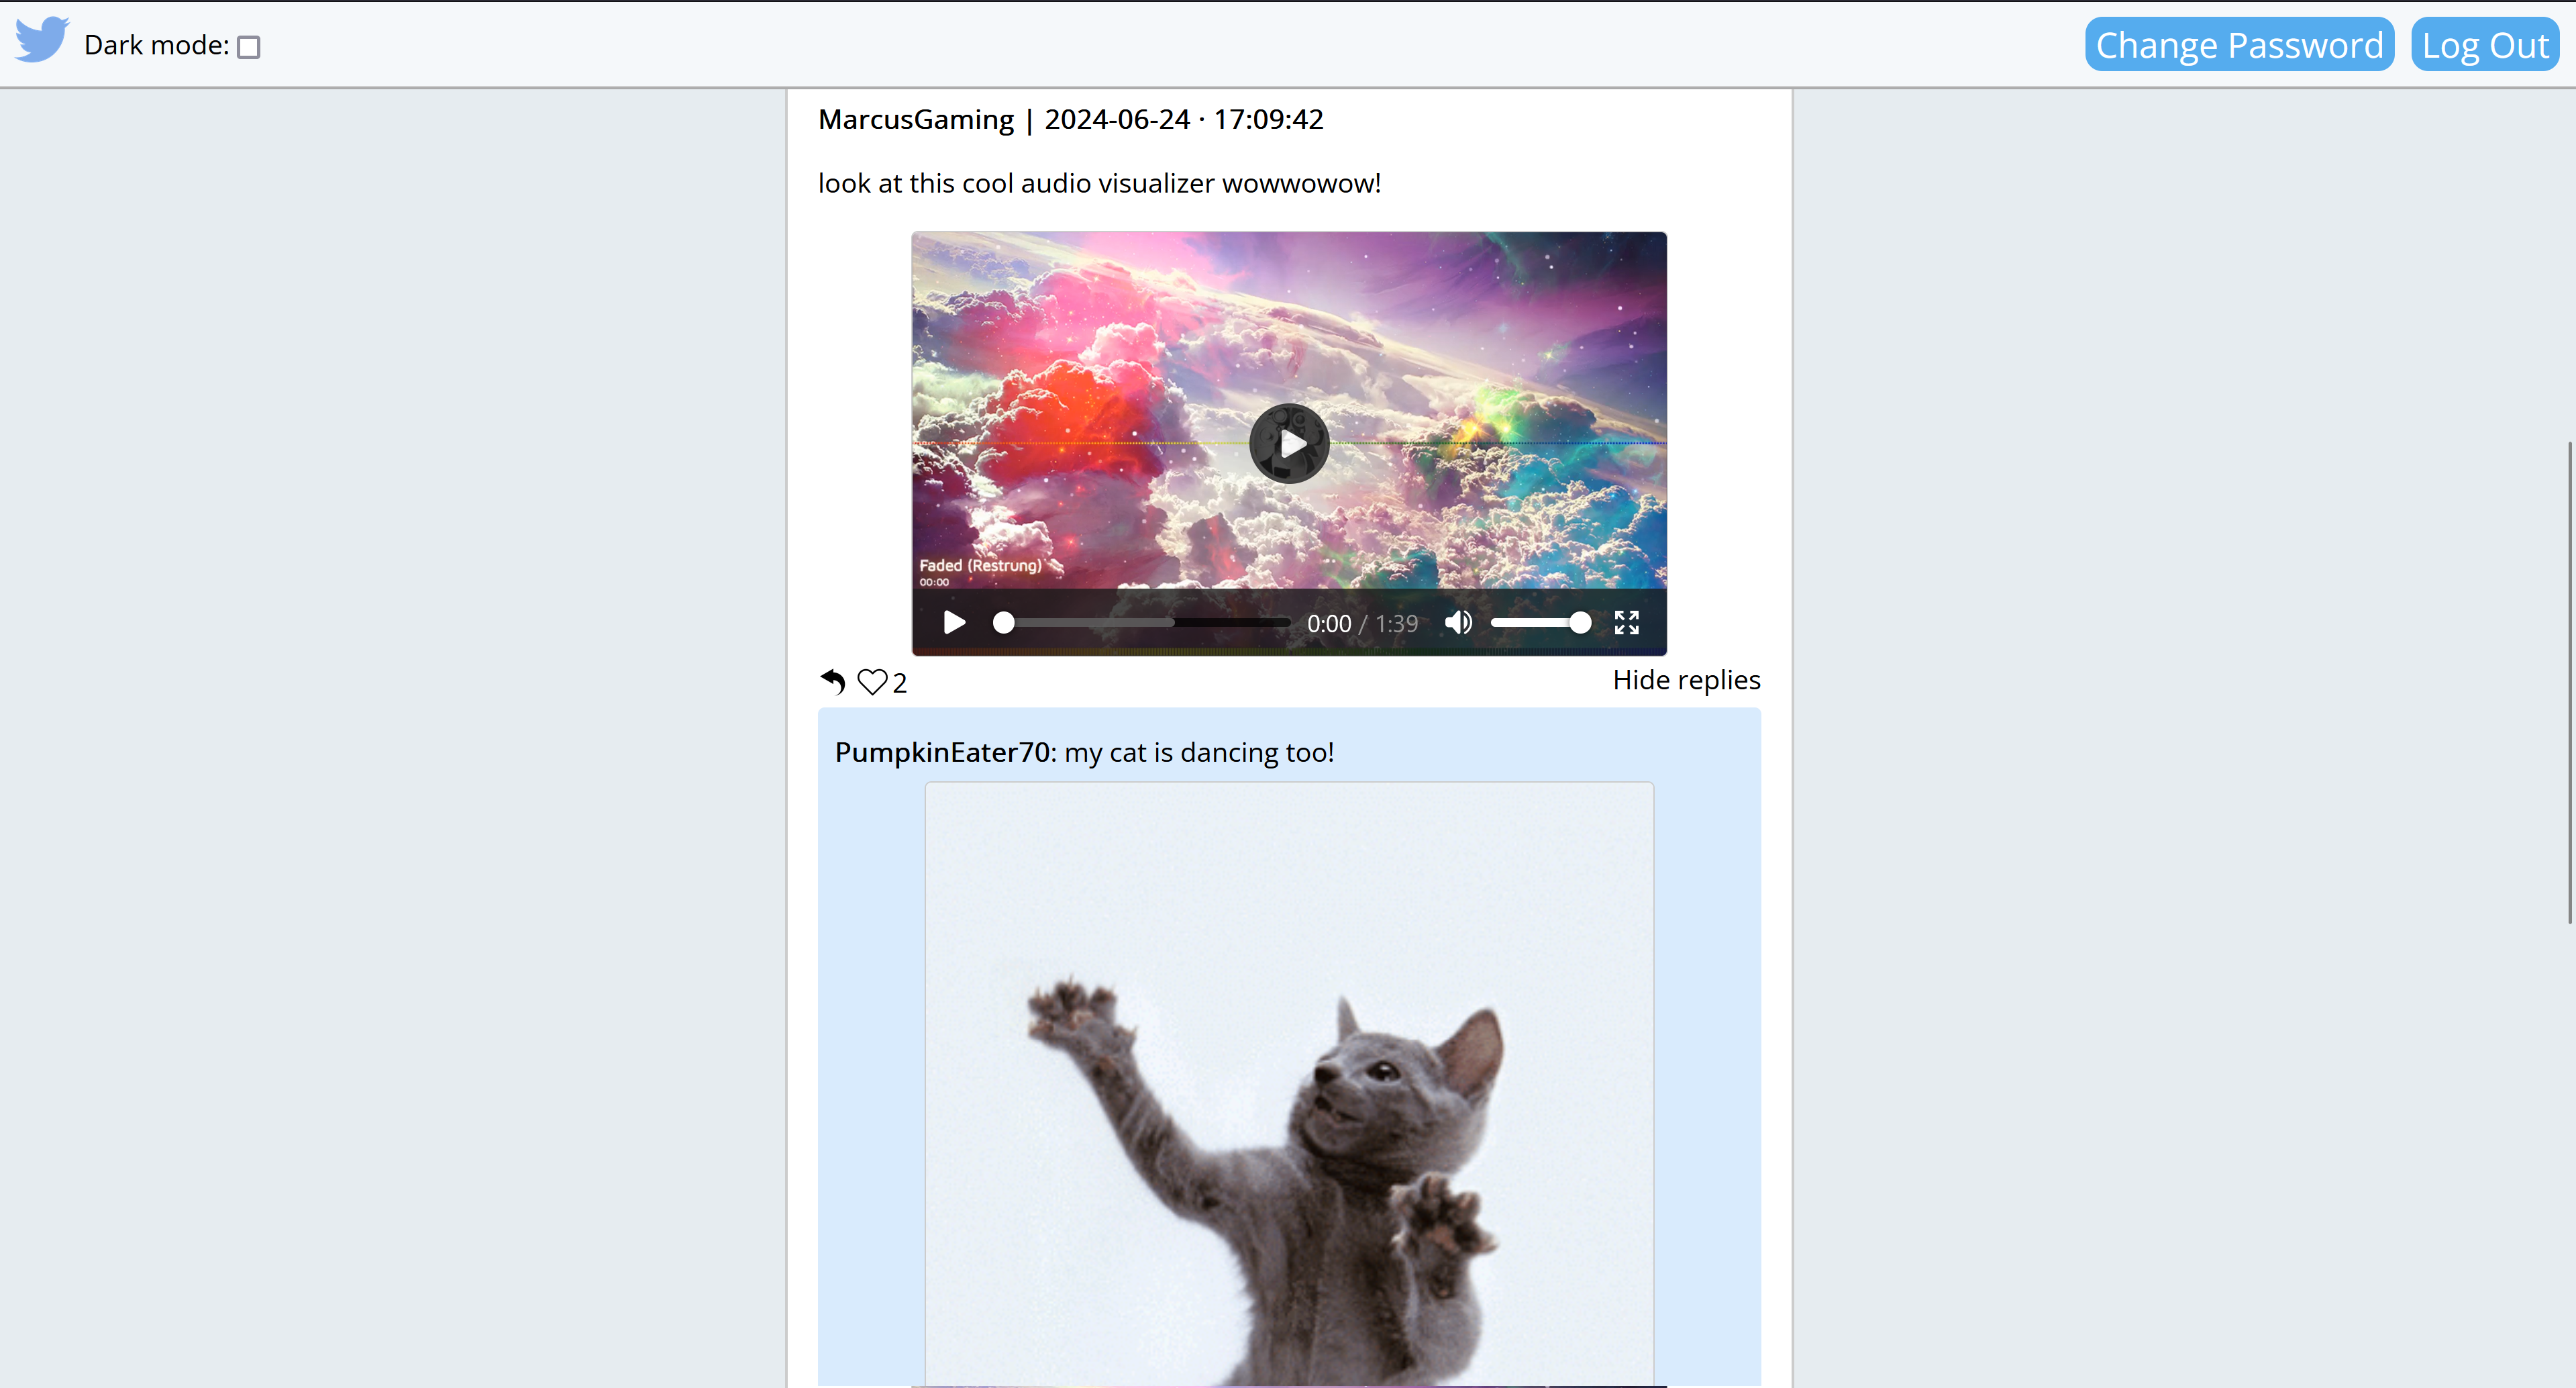 Dark mode:
Change Password
Log Out
MarcusGaming | 2024-06-24 · 17:09:42
look at this cool audio visualizer wowwowow!
Faded (Restrung)
00:00
0:00 / 1:39
2
Hide replies
PumpkinEater70: my cat is dancing too!